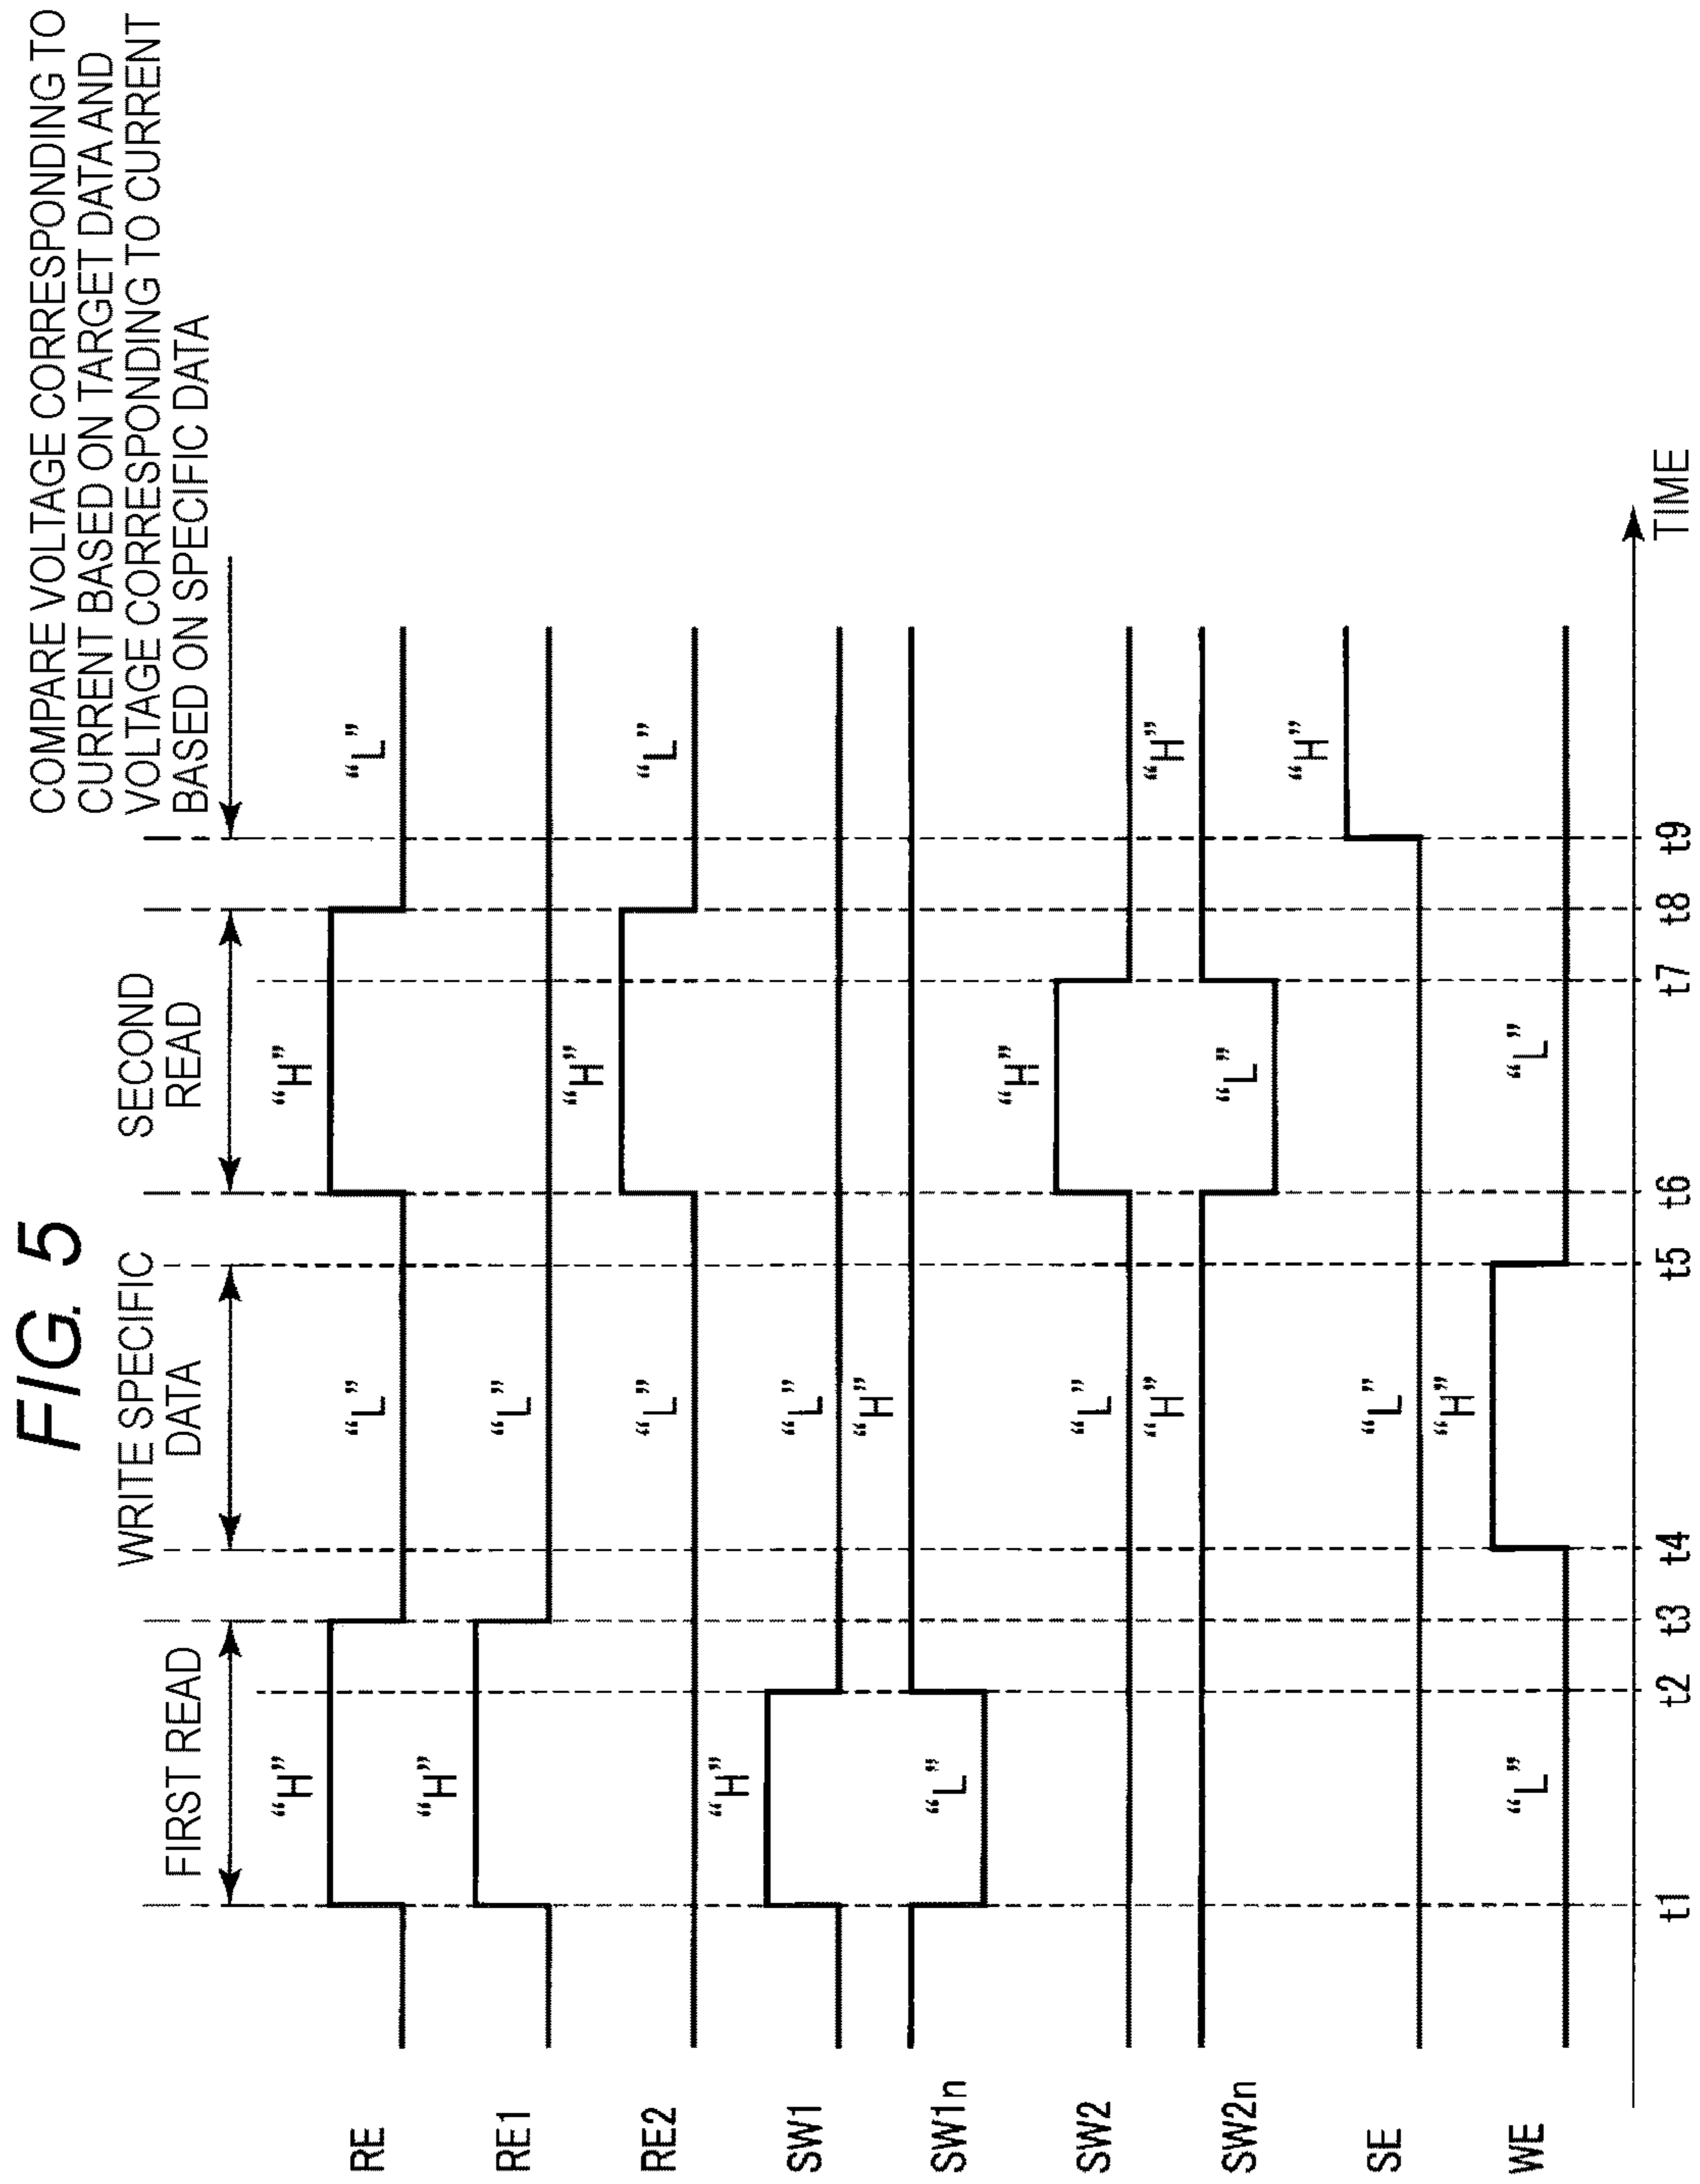 FIG. 5
COMPARE VOLTAGE CORRESPONDING TO
CURRENT BASED ON TARGET DATA AND
VOLTAGE CORRESPONDING TO CURRENT
BASED ON SPECIFIC DATA
FIRST READ
WRITE SPECIFIC
DATA
SECOND
READ
RE
“H”
“L”
“H”
“L”
RE1
“H”
“L”
RE2
“L”
“H”
“L”
SW1
“H”
“L”
SW1n
“L”
“H”
SW2
“L”
“H”
SW2n
“H”
“L”
“H”
SE
“L”
“H”
WE
“L”
“H”
“L”
t1 t2 t3 t4 t5 t6 t7 t8 t9
TIME